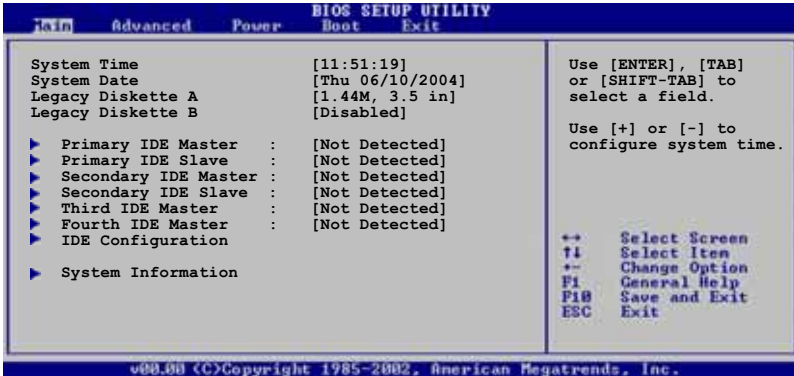 BIOS SETUP UTILITY
Main Advanced Power Boot Exit
System Time [11:51:19]
System Date [Thu 06/10/2004]
Legacy Diskette A [1.44M, 3.5 in]
Legacy Diskette B [Disabled]
Primary IDE Master : [Not Detected]
Primary IDE Slave : [Not Detected]
Secondary IDE Master : [Not Detected]
Secondary IDE Slave : [Not Detected]
Third IDE Master : [Not Detected]
Fourth IDE Master : [Not Detected]
IDE Configuration
System Information
Use [ENTER], [TAB]
or [SHIFT-TAB] to
select a field.
Use [+] or [-] to
configure system time.
↔ Select Screen
↑↓ Select Item
+- Change Option
F1 General Help
F10 Save and Exit
ESC Exit
v00.00 (C)Copyright 1985-2002, American Megatrends, Inc.